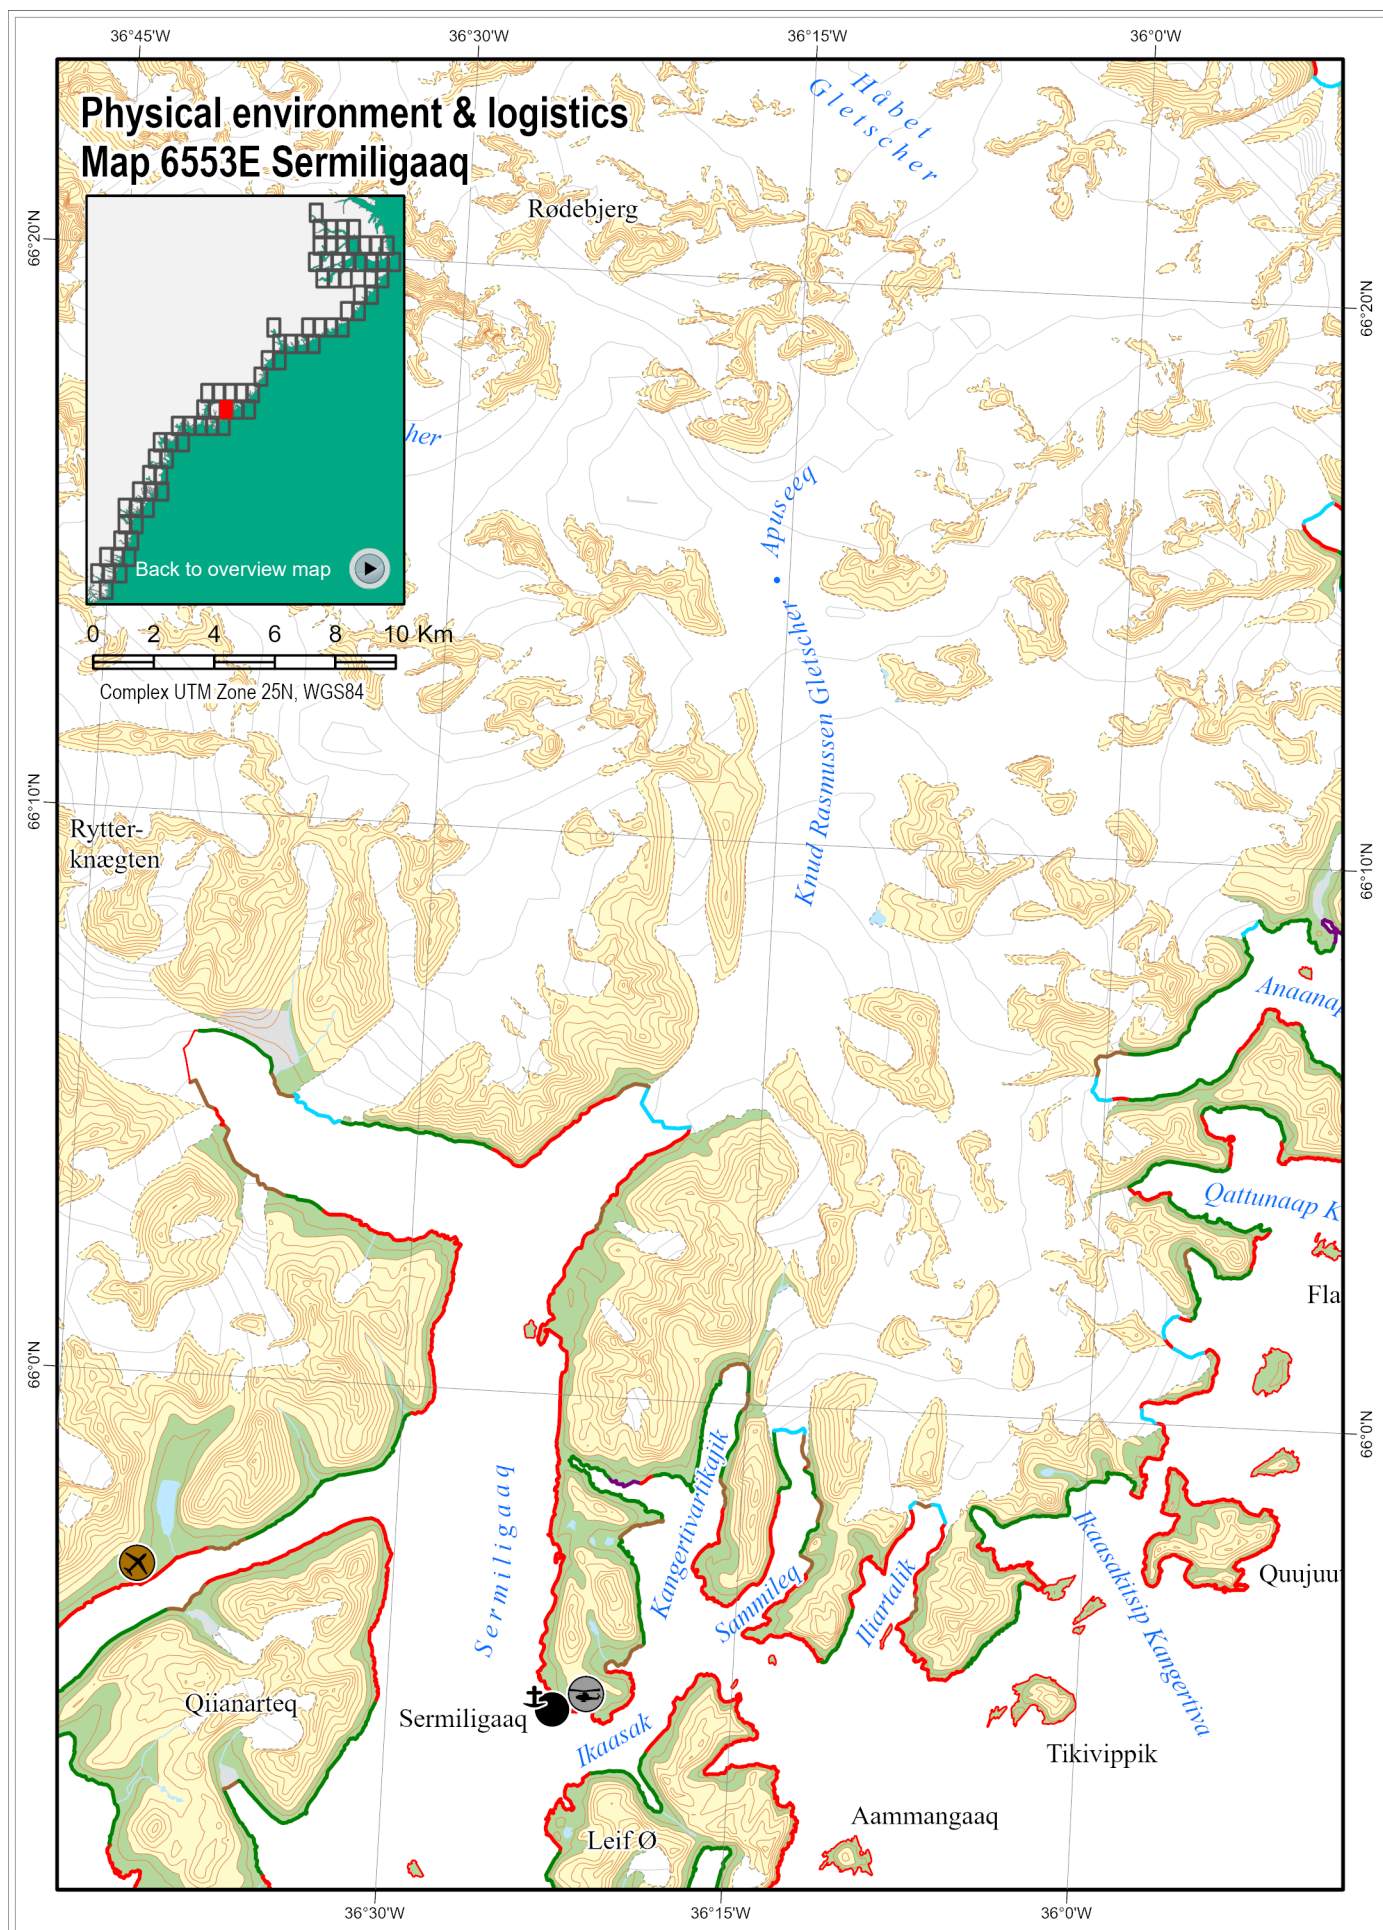 36°45'W 36°30'W 36°15'W 36°0'W
Physical environment & logistics
Map 6553E Sermiligaaq
Håbet
Gletscher
Rødebjerg
66°20'N
66°20'N
her
Apuseeq
Back to overview map
0 2 4 6 8 10 Km
Complex UTM Zone 25N, WGS84
Knud Rasmussen Gletscher
66°10'N
Rytter-
knægten
66°10'N
Anaanap
Qattunaap K
Fla
66°0'N
66°0'N
Sermiligaaq
Kangertivartikajik
Sammileq
Iliartalik
Ikaasakitsip Kangertiva
Quujuut
Qiianarteq
Sermiligaaq
Ikaasak
Tikivippik
Aammangaaq
Leif Ø
36°30'W 36°15'W 36°0'W